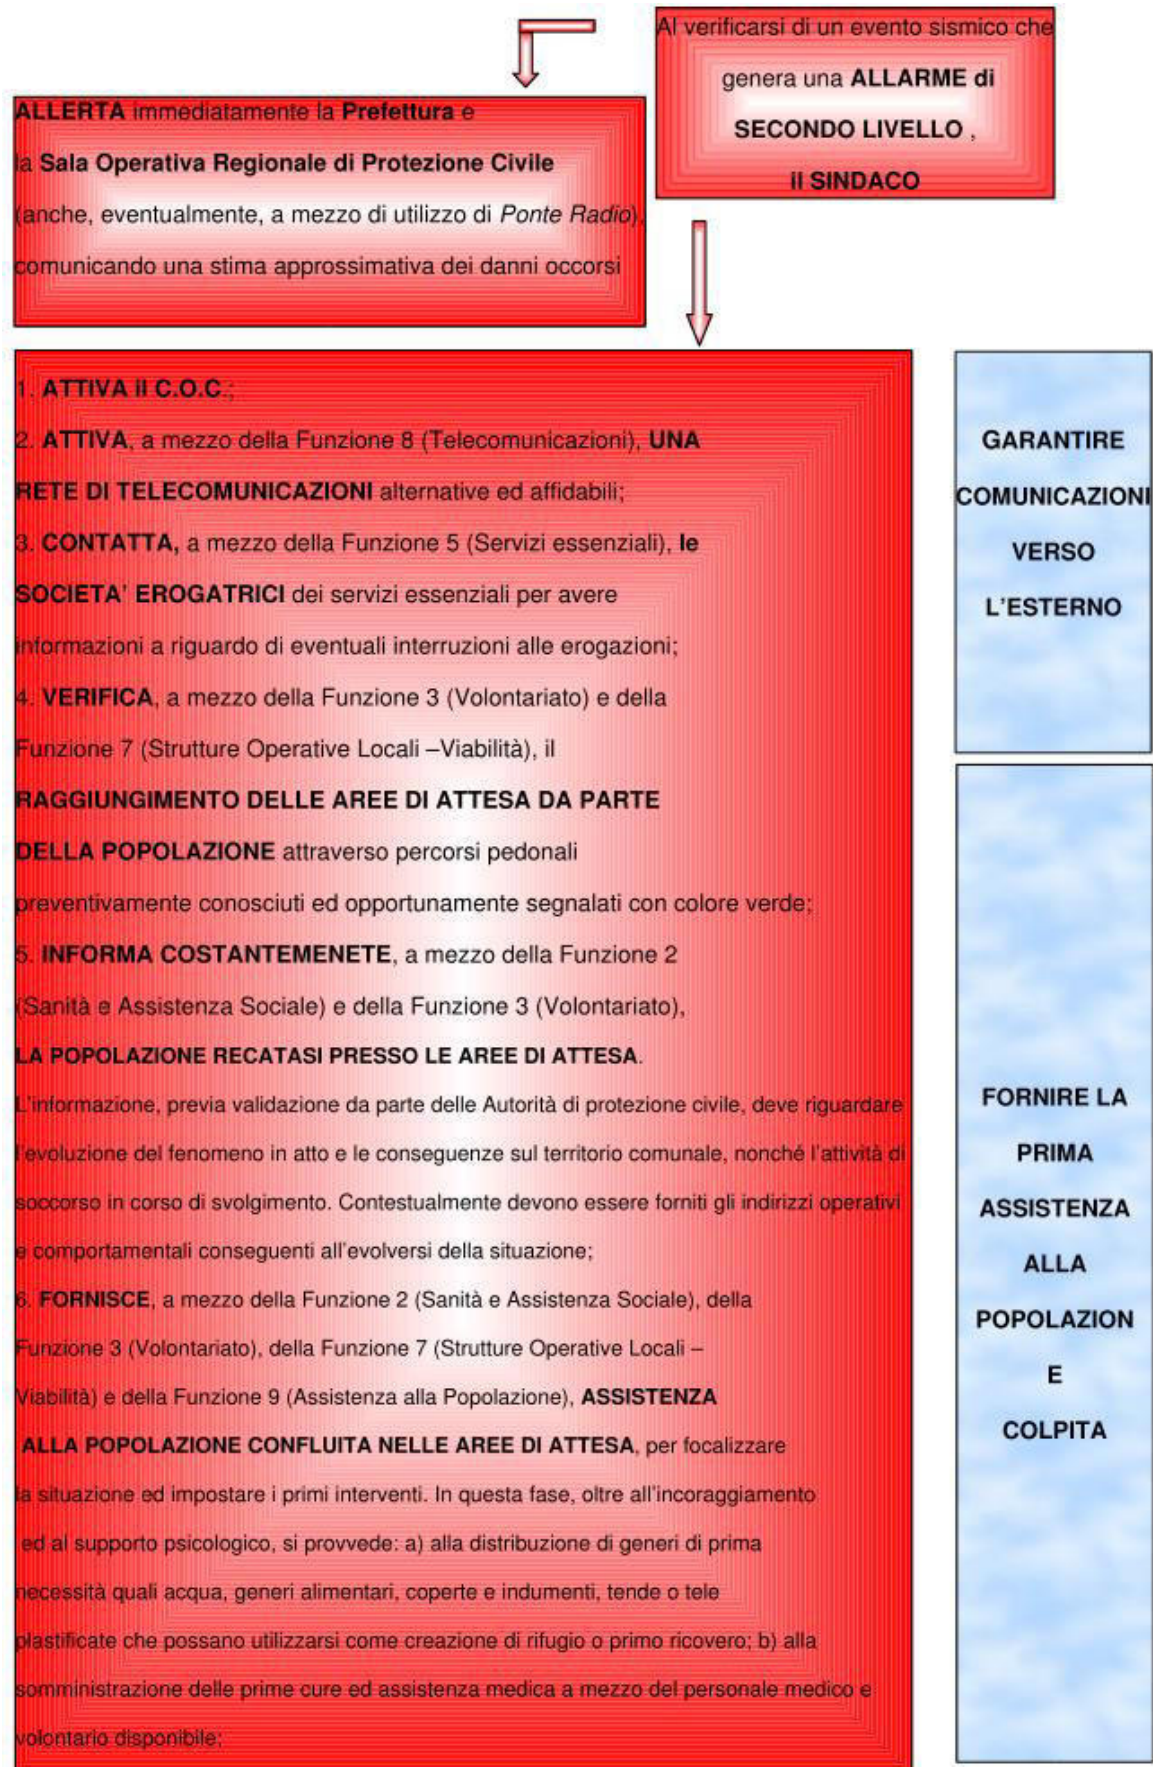 Al verificarsi di un evento sismico che
genera una ALLARME di
SECONDO LIVELLO ,
il SINDACO
ALLERTA immediatamente la Prefettura e
la Sala Operativa Regionale di Protezione Civile
(anche, eventualmente, a mezzo di utilizzo di Ponte Radio),
comunicando una stima approssimativa dei danni occorsi
1. ATTIVA il C.O.C.;
2. ATTIVA, a mezzo della Funzione 8 (Telecomunicazioni), UNA
RETE DI TELECOMUNICAZIONI alternative ed affidabili;
3. CONTATTA, a mezzo della Funzione 5 (Servizi essenziali), le
SOCIETA' EROGATRICI dei servizi essenziali per avere
informazioni a riguardo di eventuali interruzioni alle erogazioni;
4. VERIFICA, a mezzo della Funzione 3 (Volontariato) e della
Funzione 7 (Strutture Operative Locali –Viabilità), il
RAGGIUNGIMENTO DELLE AREE DI ATTESA DA PARTE
DELLA POPOLAZIONE attraverso percorsi pedonali
preventivamente conosciuti ed opportunamente segnalati con colore verde;
5. INFORMA COSTANTEMENETE, a mezzo della Funzione 2
(Sanità e Assistenza Sociale) e della Funzione 3 (Volontariato),
LA POPOLAZIONE RECATASI PRESSO LE AREE DI ATTESA.
L'informazione, previa validazione da parte delle Autorità di protezione civile, deve riguardare
l'evoluzione del fenomeno in atto e le conseguenze sul territorio comunale, nonché l'attività di
soccorso in corso di svolgimento. Contestualmente devono essere forniti gli indirizzi operativi
e comportamentali conseguenti all'evolversi della situazione;
6. FORNISCE, a mezzo della Funzione 2 (Sanità e Assistenza Sociale), della
Funzione 3 (Volontariato), della Funzione 7 (Strutture Operative Locali –
Viabilità) e della Funzione 9 (Assistenza alla Popolazione), ASSISTENZA
ALLA POPOLAZIONE CONFLUITA NELLE AREE DI ATTESA, per focalizzare
la situazione ed impostare i primi interventi. In questa fase, oltre all'incoraggiamento
ed al supporto psicologico, si provvede: a) alla distribuzione di generi di prima
necessità quali acqua, generi alimentari, coperte e indumenti, tende o tele
plastificate che possano utilizzarsi come creazione di rifugio o primo ricovero; b) alla
somministrazione delle prime cure ed assistenza medica a mezzo del personale medico e
volontario disponibile;
GARANTIRE
COMUNICAZIONI
VERSO
L'ESTERNO
FORNIRE LA
PRIMA
ASSISTENZA
ALLA
POPOLAZION
E
COLPITA